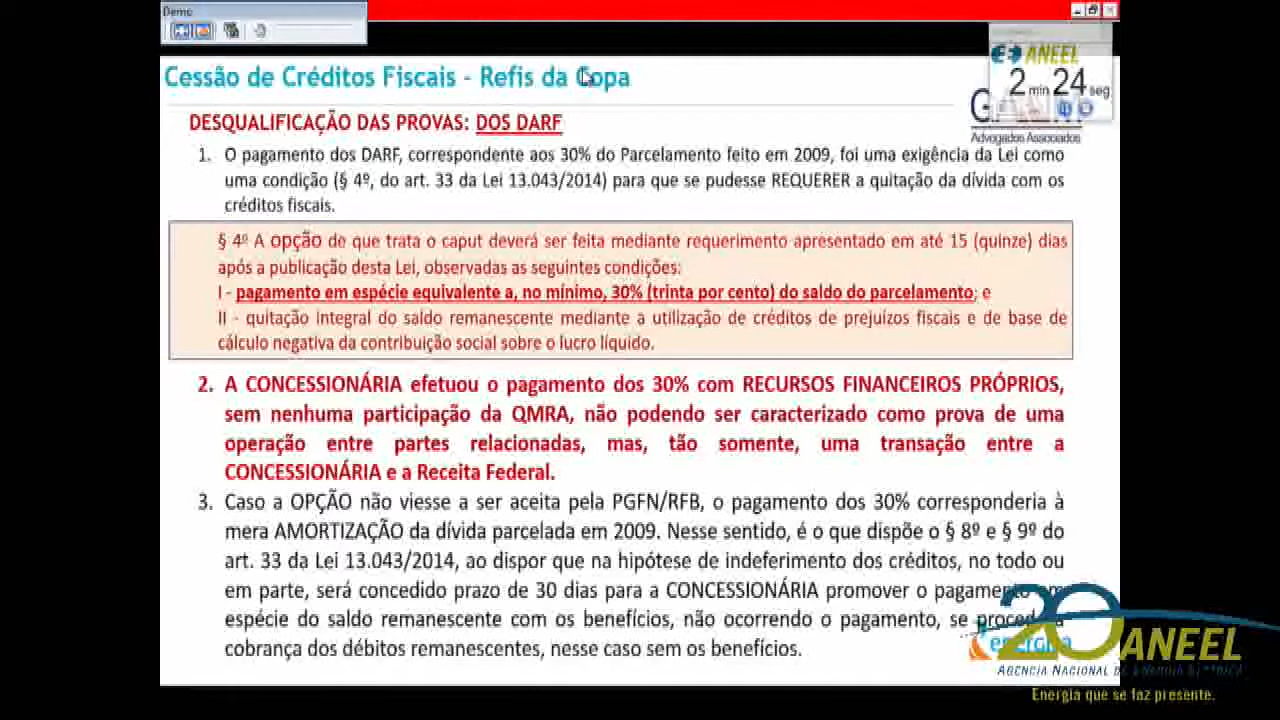 Demo
ANEEL
2 min 24 seg
Cessão de Créditos Fiscais - Refis da Copa
Advogados Associados
DESQUALIFICAÇÃO DAS PROVAS: DOS DARF
1. O pagamento dos DARF, correspondente aos 30% do Parcelamento feito em 2009, foi uma exigência da Lei como
uma condição (§ 4º, do art. 33 da Lei 13.043/2014) para que se pudesse REQUERER a quitação da dívida com os
créditos fiscais.
§ 4º A opção de que trata o caput deverá ser feita mediante requerimento apresentado em até 15 (quinze) dias
após a publicação desta Lei, observadas as seguintes condições:
I - pagamento em espécie equivalente a, no mínimo, 30% (trinta por cento) do saldo do parcelamento; e
II - quitação integral do saldo remanescente mediante a utilização de créditos de prejuízos fiscais e de base de
cálculo negativa da contribuição social sobre o lucro líquido.
2. A CONCESSIONÁRIA efetuou o pagamento dos 30% com RECURSOS FINANCEIROS PRÓPRIOS,
sem nenhuma participação da QMRA, não podendo ser caracterizado como prova de uma
operação entre partes relacionadas, mas, tão somente, uma transação entre a
CONCESSIONÁRIA e a Receita Federal.
3. Caso a OPÇÃO não viesse a ser aceita pela PGFN/RFB, o pagamento dos 30% corresponderia à
mera AMORTIZAÇÃO da dívida parcelada em 2009. Nesse sentido, é o que dispõe o § 8º e § 9º do
art. 33 da Lei 13.043/2014, ao dispor que na hipótese de indeferimento dos créditos, no todo ou
em parte, será concedido prazo de 30 dias para a CONCESSIONÁRIA promover o pagamento em
espécie do saldo remanescente com os benefícios, não ocorrendo o pagamento, se
cobrança dos débitos remanescentes, nesse caso sem os benefícios.
energisa
20 ANEEL
AGÊNCIA NACIONAL DE ENERGIA ELÉTRICA
Energia que se faz presente.